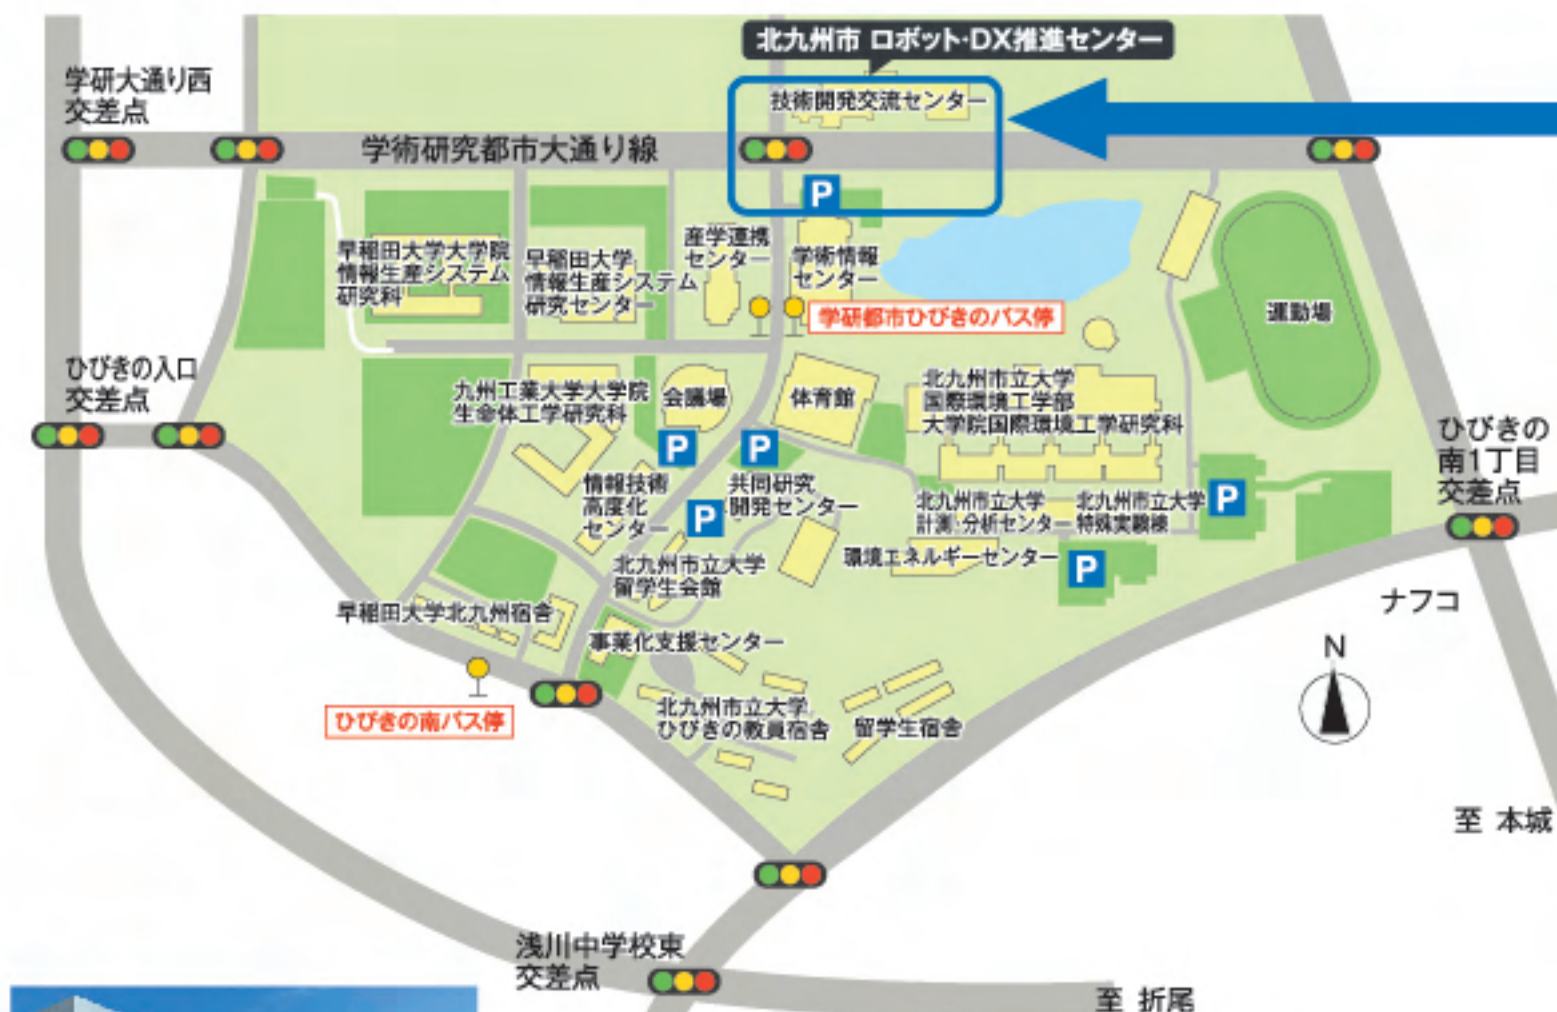 北九州市 ロボット・DX推進センター
学研大通り西
交差点
技術開発交流センター
学術研究都市大通り線
P
早稲田大学大学院
情報生産システム
研究科
早稲田大学
情報生産システム
研究センター
産学連携
センター
学術情報
センター
学研都市ひびきのバス停
運動場
ひびきの入口
交差点
九州工業大学大学院
生命体工学研究科
会議場
体育館
北九州市立大学
国際環境工学部
大学院国際環境工学研究科
ひびきの
南1丁目
交差点
P
P
情報技術
高度化
センター
P
共同研究
開発センター
北九州市立大学
計測・分析センター
北九州市立大学
特殊実験棟
P
北九州市立大学
留学生会館
環境エネルギーセンター
P
ナフコ
早稲田大学北九州宿舎
事業化支援センター
N
ひびきの南バス停
北九州市立大学
ひびきの教員宿舎
留学生宿舎
至 本城
浅川中学校東
交差点
至 折尾